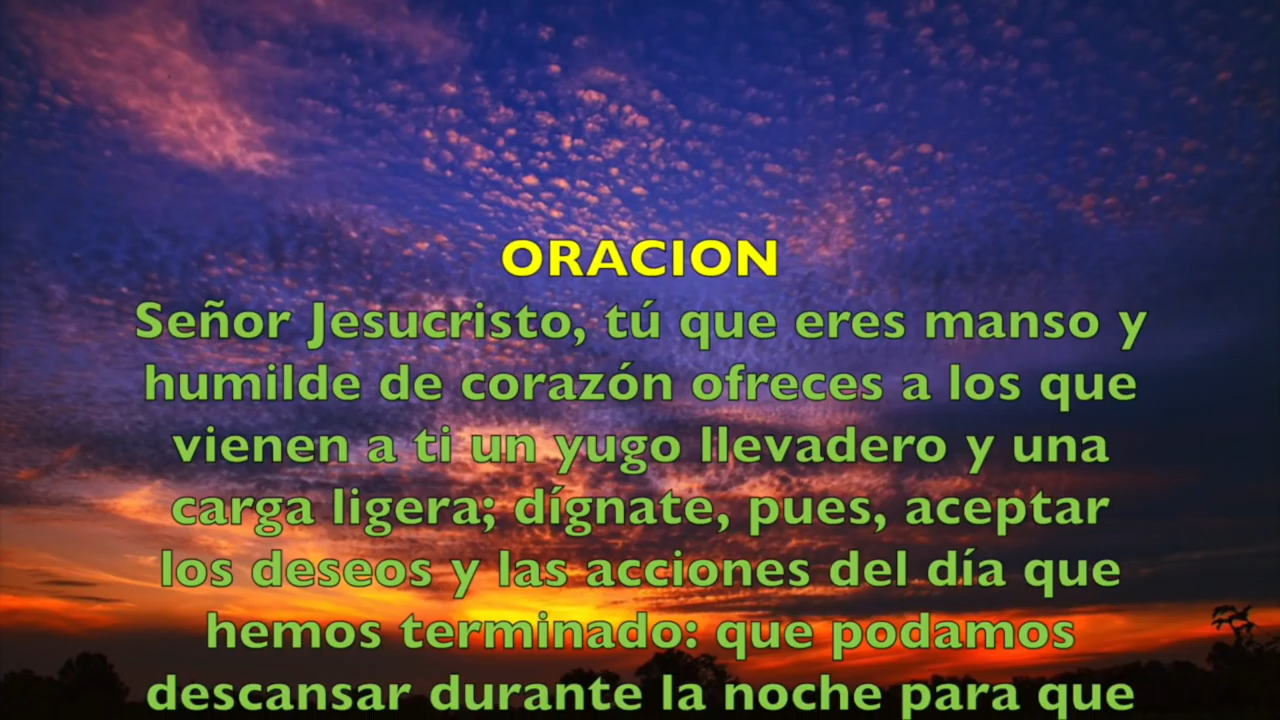 ORACION
Señor Jesucristo, tú que eres manso y
humilde de corazón ofreces a los que
vienen a ti un yugo llevadero y una
carga ligera; dígnate, pues, aceptar
los deseos y las acciones del día que
hemos terminado: que podamos
descansar durante la noche para que